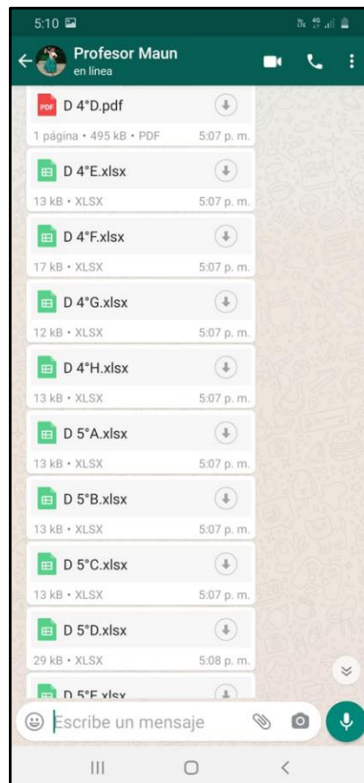 5:10
Profesor Maun
en línea
PDF
D 4°D.pdf
1 página • 495 kB • PDF
5:07 p. m.
D 4°E.xlsx
13 kB • XLSX
5:07 p. m.
D 4°F.xlsx
17 kB • XLSX
5:07 p. m.
D 4°G.xlsx
12 kB • XLSX
5:07 p. m.
D 4°H.xlsx
13 kB • XLSX
5:07 p. m.
D 5°A.xlsx
13 kB • XLSX
5:07 p. m.
D 5°B.xlsx
13 kB • XLSX
5:07 p. m.
D 5°C.xlsx
13 kB • XLSX
5:07 p. m.
D 5°D.xlsx
29 kB • XLSX
5:08 p. m.
Escribe un mensaje